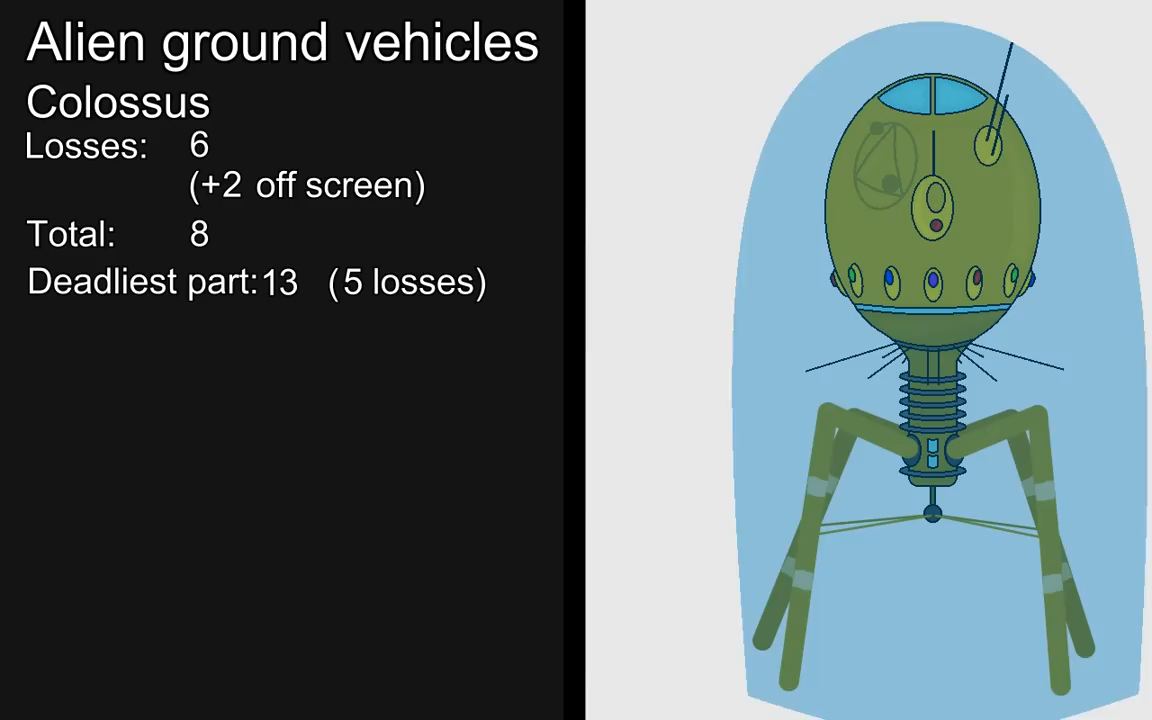 Alien ground vehicles
Colossus
Losses: 6
(+2 off screen)
Total: 8
Deadliest part:13 (5 losses)